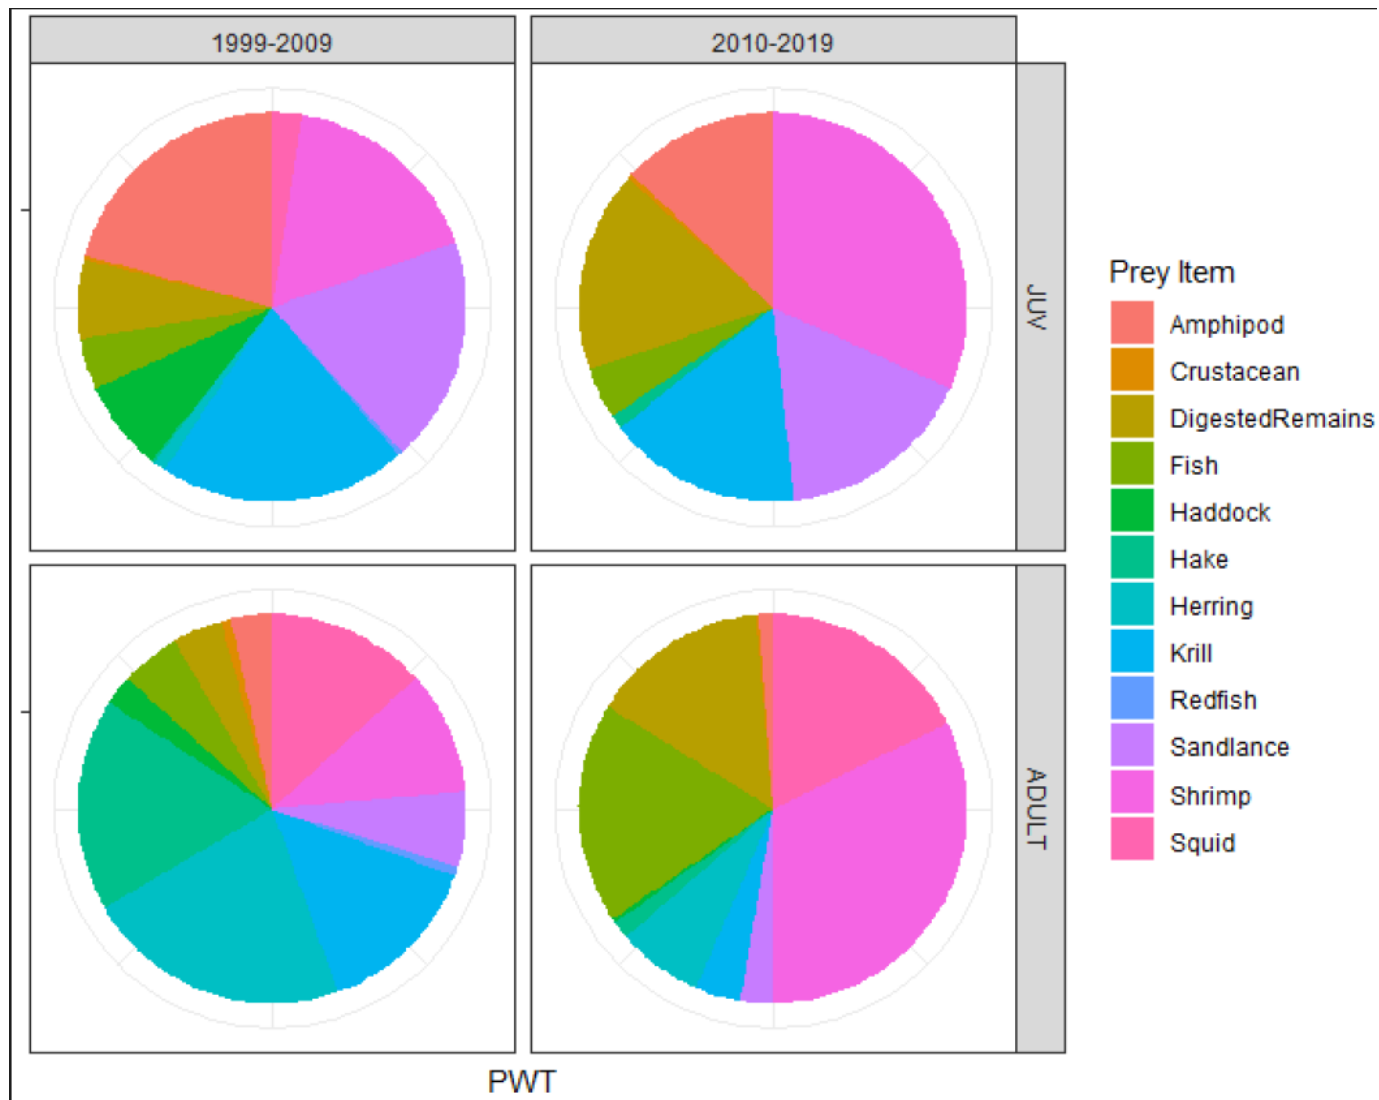 1999-2009
2010-2019
JUV
ADULT
PWT
Prey Item
Amphipod
Crustacean
DigestedRemains
Fish
Haddock
Hake
Herring
Krill
Redfish
Sandlance
Shrimp
Squid